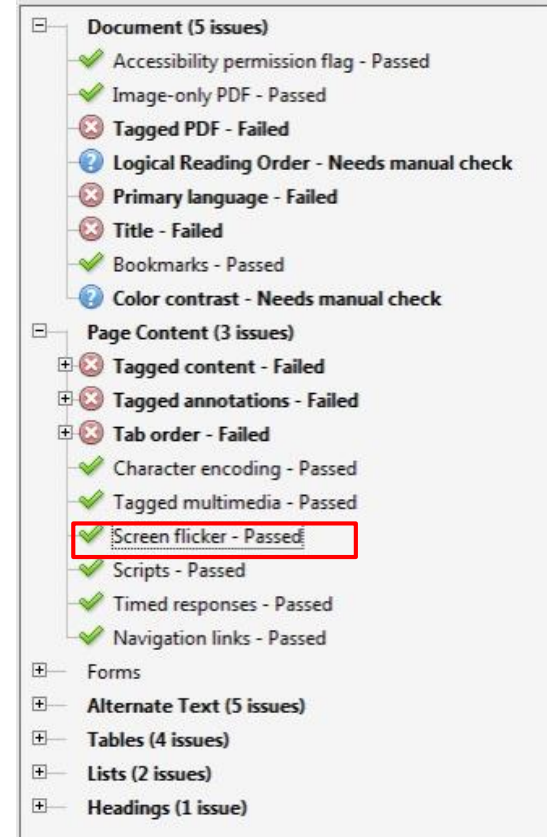 Document (5 issues)
Accessibility permission flag - Passed
Image-only PDF - Passed
Tagged PDF - Failed
Logical Reading Order - Needs manual check
Primary language - Failed
Title - Failed
Bookmarks - Passed
Color contrast - Needs manual check
Page Content (3 issues)
Tagged content - Failed
Tagged annotations - Failed
Tab order - Failed
Character encoding - Passed
Tagged multimedia - Passed
Screen flicker - Passed
Scripts - Passed
Timed responses - Passed
Navigation links - Passed
Forms
Alternate Text (5 issues)
Tables (4 issues)
Lists (2 issues)
Headings (1 issue)